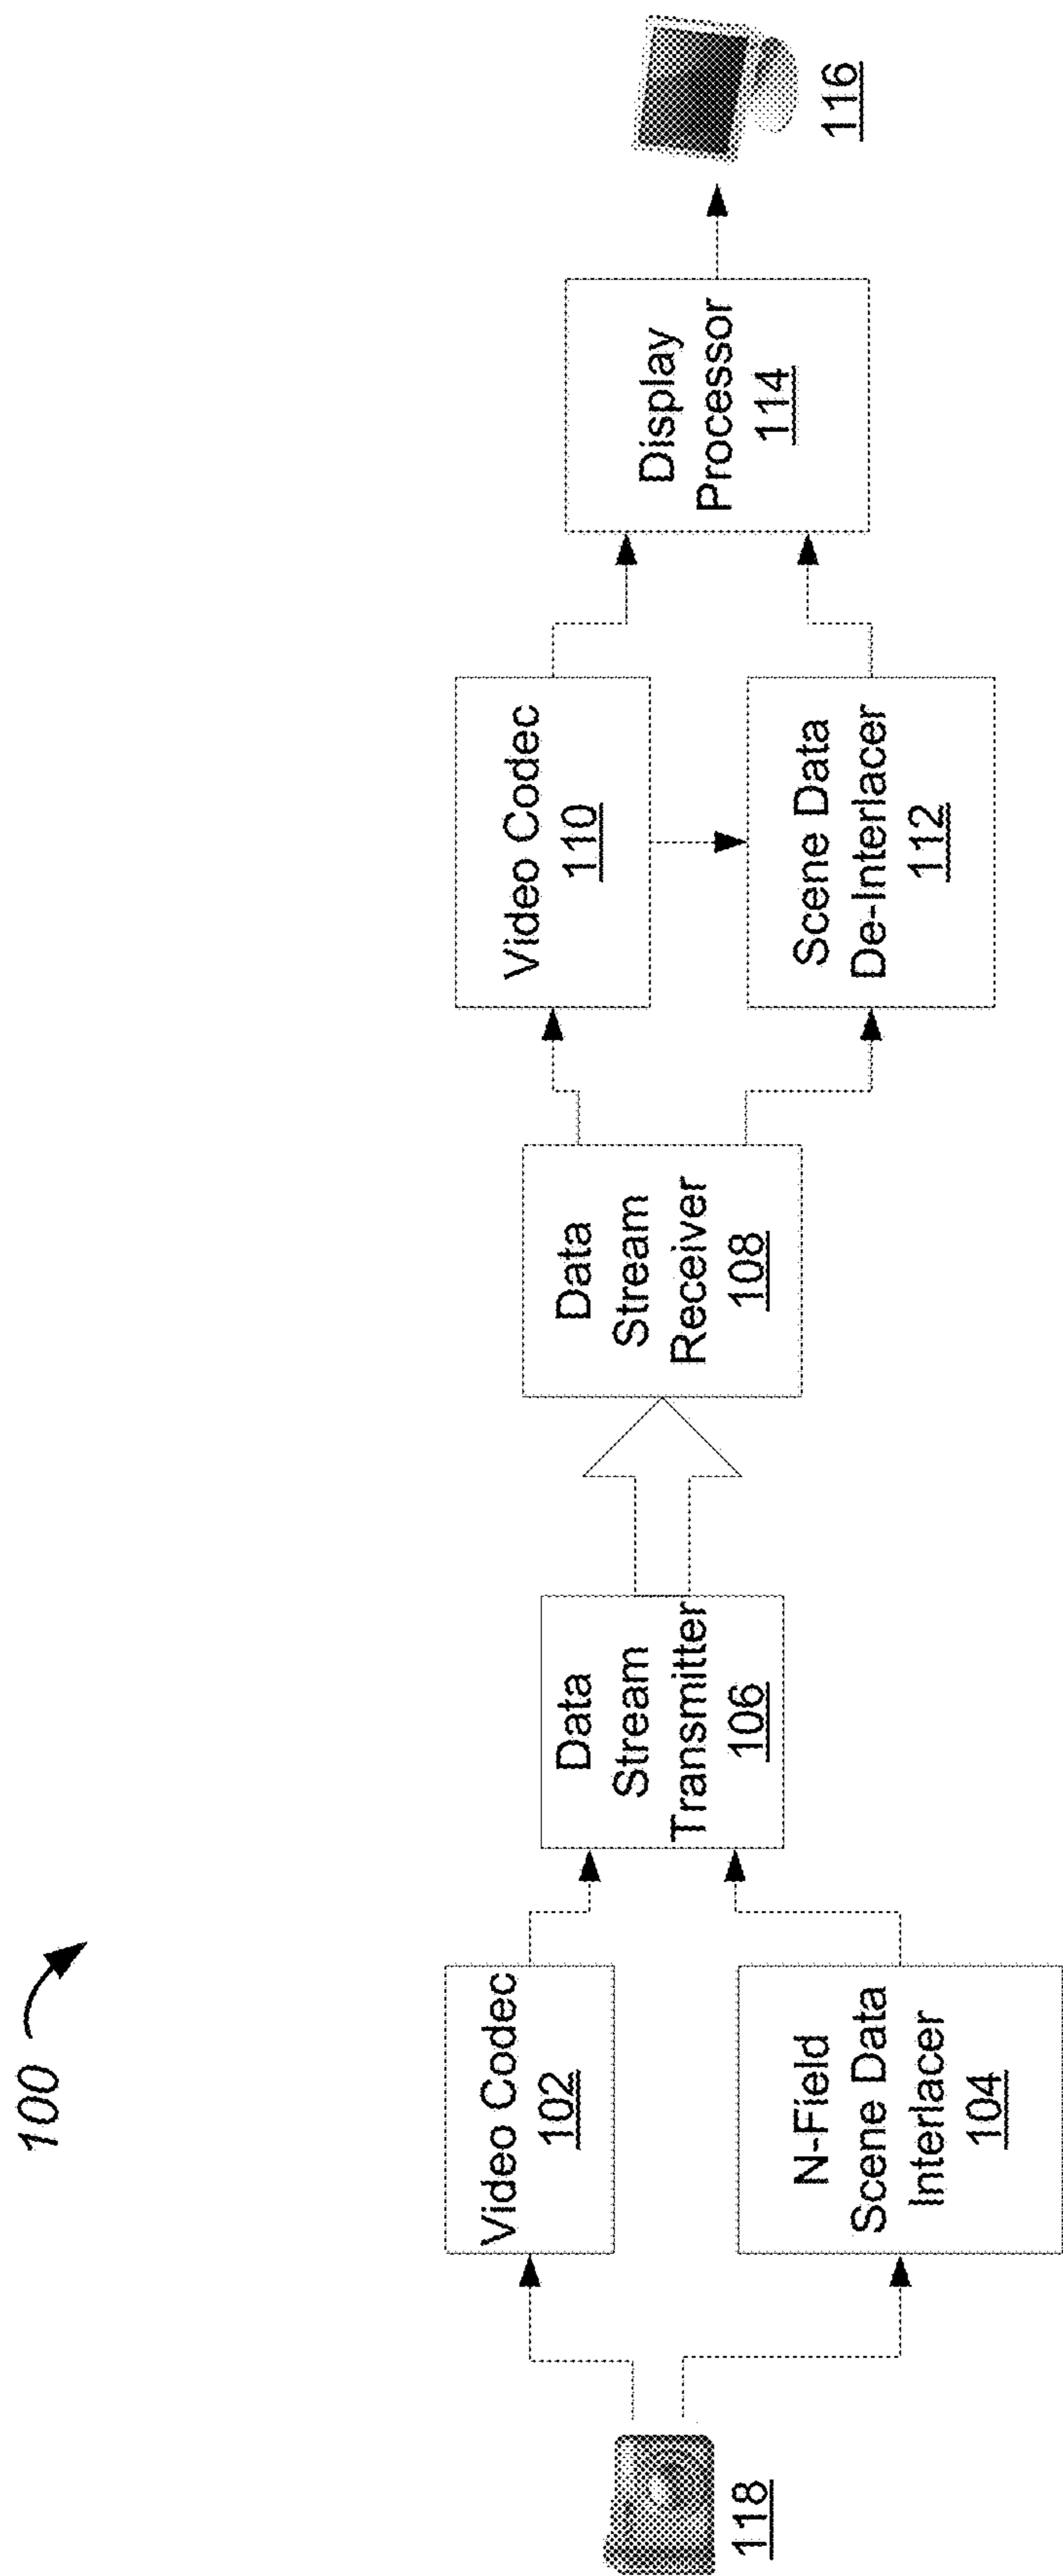 100
118
Video Codec
102
N-Field
Scene Data
Interlacer
104
Data
Stream
Transmitter
106
Data
Stream
Receiver
108
Video Codec
110
Scene Data
De-Interlacer
112
Display
Processor
114
116